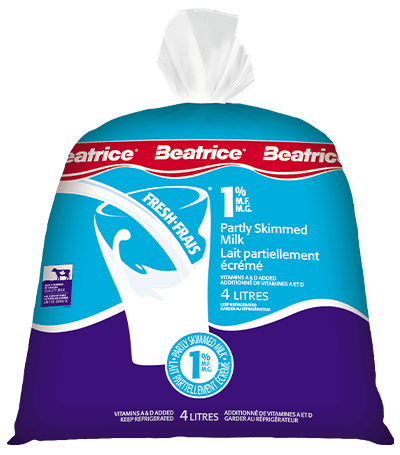 Beatrice® Beatrice® Beatrice®
FRESH•FRAIS
1% M.F. M.G.
Partly Skimmed
Milk
Lait partiellement
écrémé
VITAMINS A & D ADDED
ADDITIONNÉ DE VITAMINES A ET D
4 LITRES
KEEP REFRIGERATED
GARDER AU RÉFRIGÉRATEUR
• PARTLY SKIMMED MILK •
LAIT PARTIELLEMENT ÉCRÉMÉ
1% M.F. M.G.
VITAMINS A & D ADDED
KEEP REFRIGERATED
4 LITRES
ADDITIONNÉ DE VITAMINES A ET D
GARDER AU RÉFRIGÉRATEUR